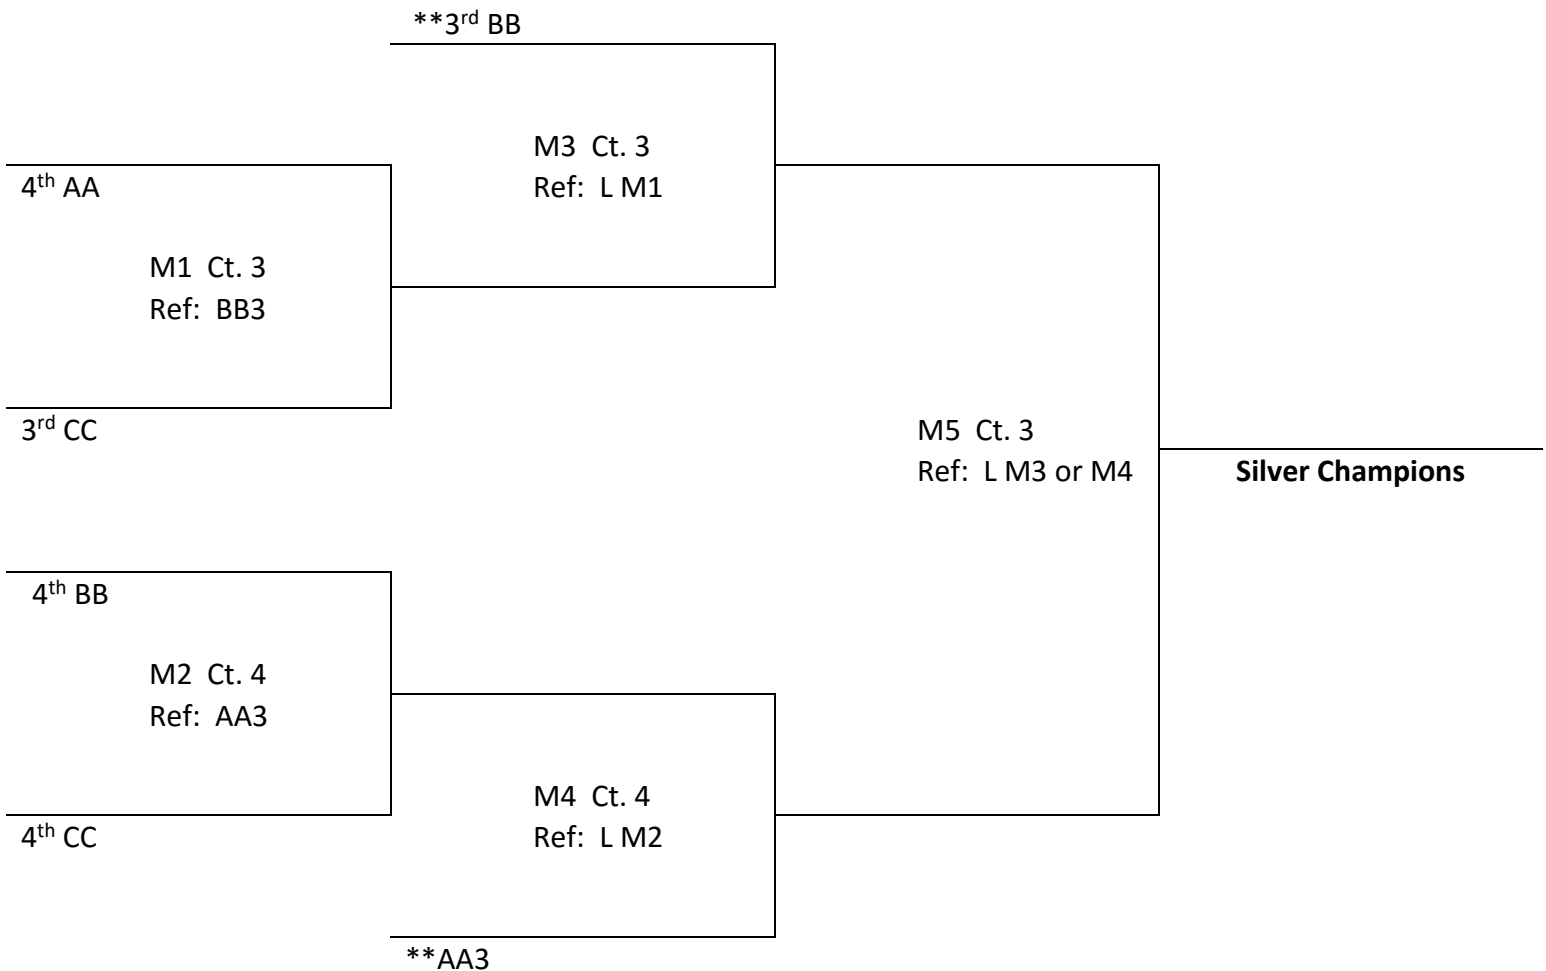 **3rd BB
M3 Ct. 3
Ref: L M1
4th AA
M1 Ct. 3
Ref: BB3
3rd CC
M5 Ct. 3
Ref: L M3 or M4
Silver Champions
4th BB
M2 Ct. 4
Ref: AA3
M4 Ct. 4
Ref: L M2
4th CC
**AA3